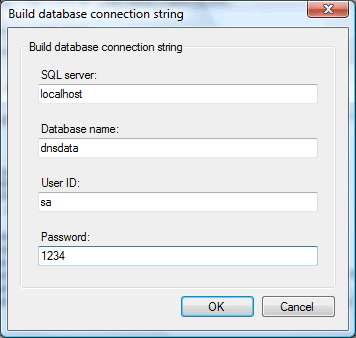 Build database connection string
Build database connection string
SQL server:
localhost
Database name:
dnsdata
User ID:
sa
Password:
1234
OK Cancel